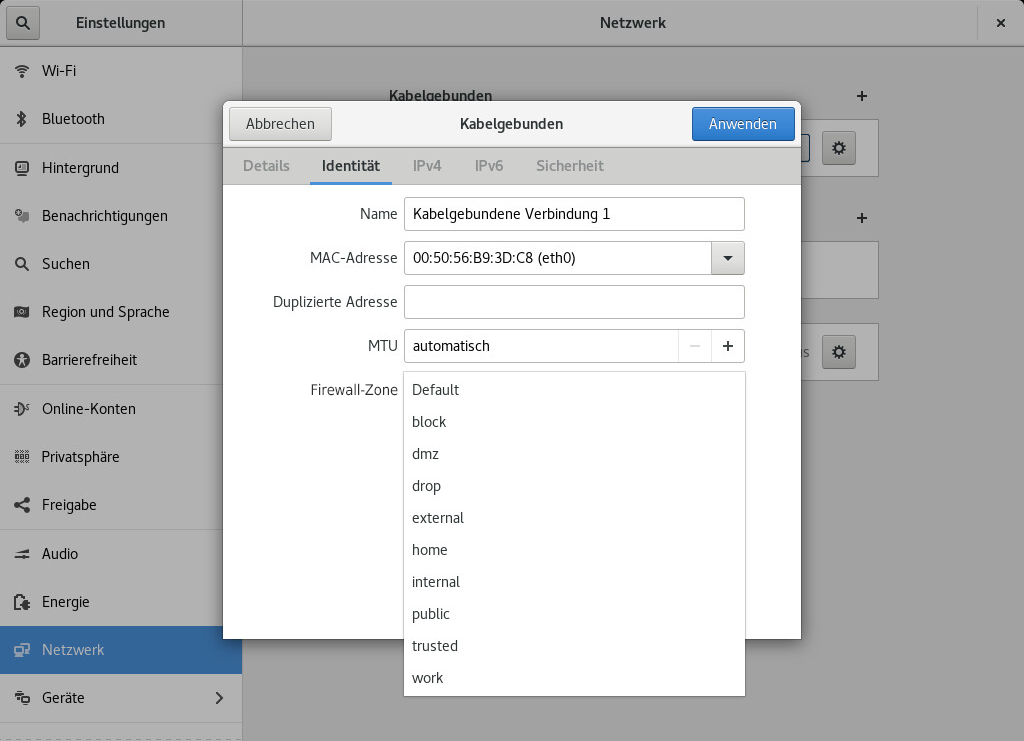 Einstellungen
Netzwerk
Wi-Fi
Bluetooth
Hintergrund
Benachrichtigungen
Suchen
Region und Sprache
Barrierefreiheit
Online-Konten
Privatsphäre
Freigabe
Audio
Energie
Netzwerk
Geräte
Kabelgebunden
Abbrechen
Kabelgebunden
Anwenden
Details
Identität
IPv4
IPv6
Sicherheit
Name
Kabelgebundene Verbindung 1
MAC-Adresse
00:50:56:B9:3D:C8 (eth0)
Duplizierte Adresse
MTU
automatisch
Firewall-Zone
Default
block
dmz
drop
external
home
internal
public
trusted
work